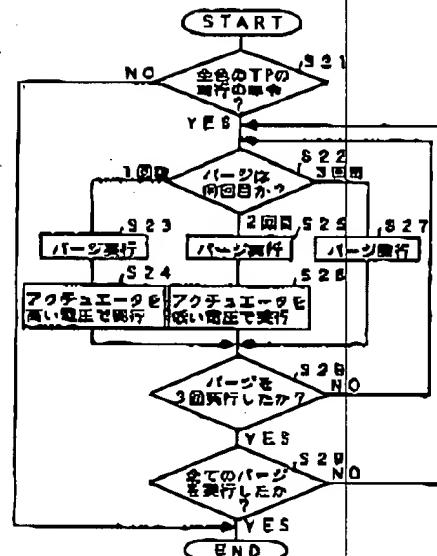 START
S21
NO
全色のTPの
実行の命令
?
YES
S22
パージは
何回目か?
1回目
3回目
S23
2回目
S25
S27
パージ実行
パージ実行
パージ実行
S24
S26
アクチュエータを
高い電圧で実行
アクチュエータを
低い電圧で実行
S28
パージを
3回実行したか?
NO
YES
S29
全てのパージ
を実行したか
?
NO
YES
END